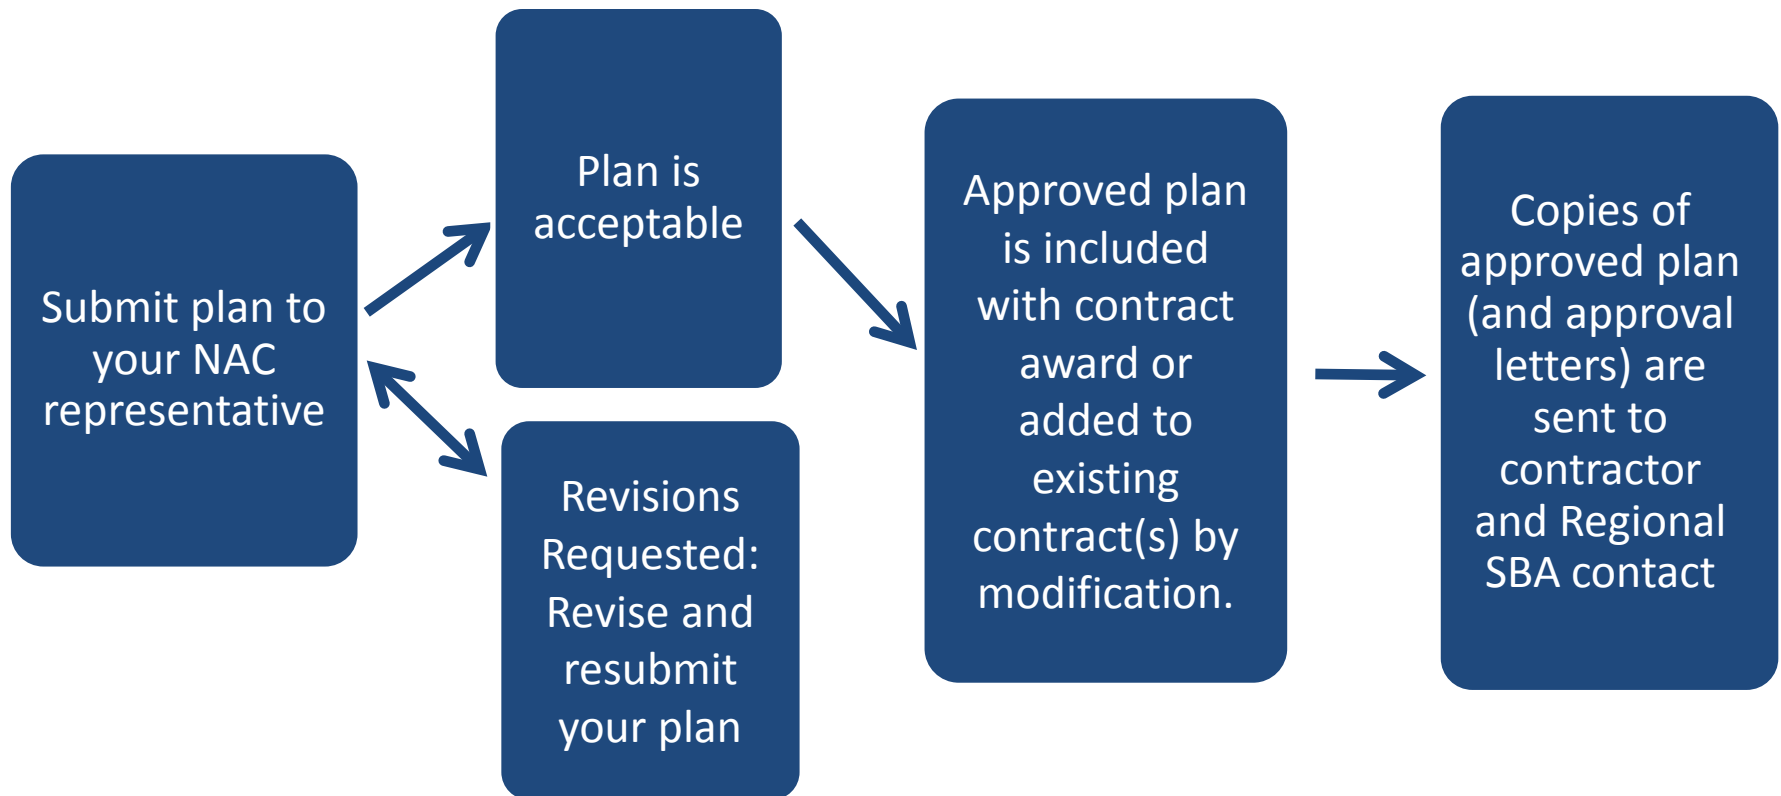 Submit plan to
your NAC
representative
Plan is
acceptable
Revisions
Requested:
Revise and
resubmit
your plan
Approved plan
is included
with contract
award or
added to
existing
contract(s) by
modification.
Copies of
approved plan
(and approval
letters) are
sent to
contractor
and Regional
SBA contact